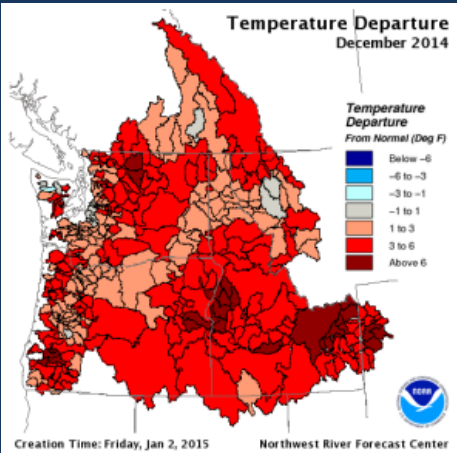 Temperature Departure
December 2014
Temperature
Departure
From Normal (Deg F)
Below -6
-6 to -3
-3 to -1
-1 to 1
1 to 3
3 to 6
Above 6
NOAA
Creation Time: Friday, Jan 2, 2015
Northwest River Forecast Center